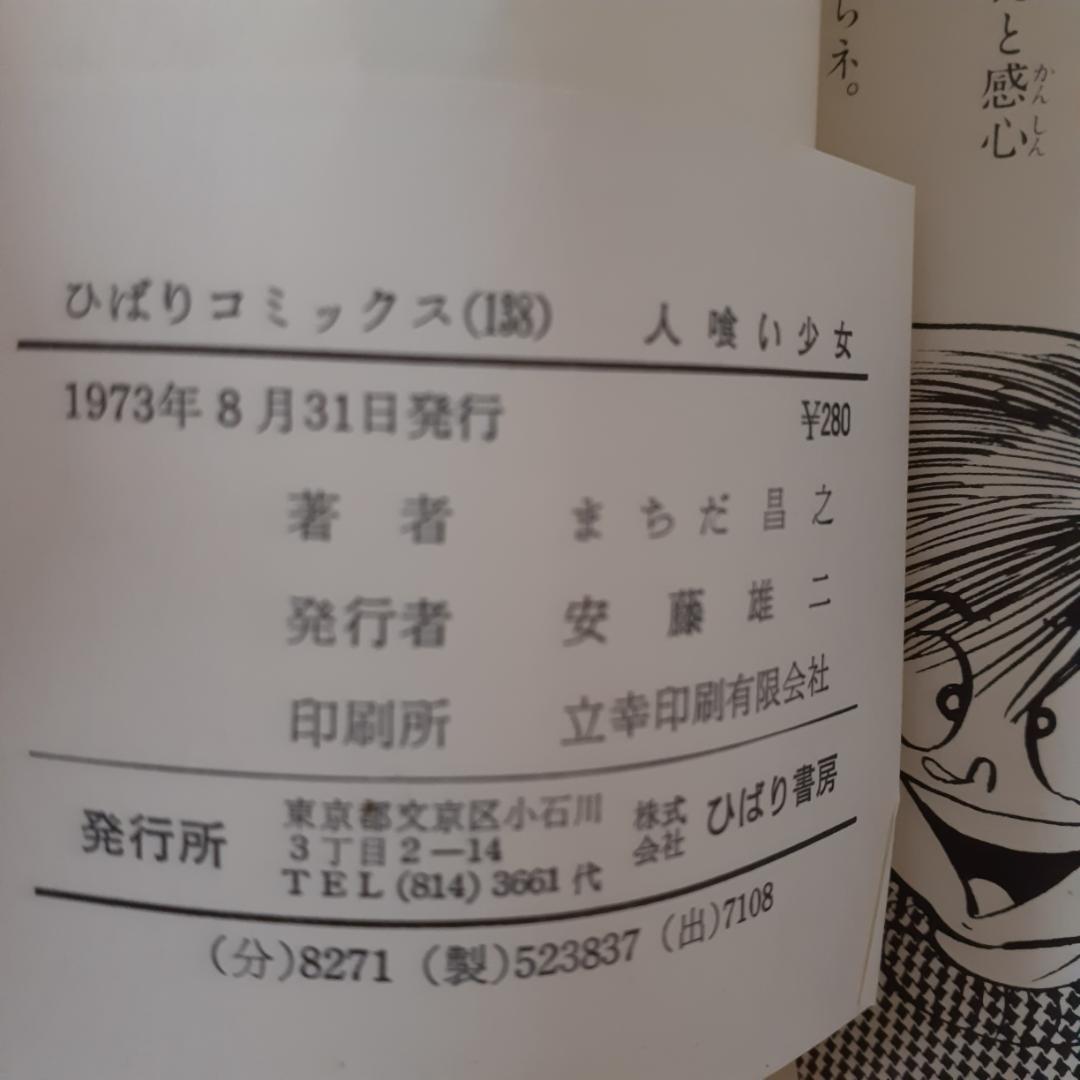 ひばりコミックス(138) 人喰い少女
1973年8月31日発行 ¥280
著者 まちだ昌之
発行者 安藤雄二
印刷所 立幸印刷有限会社
発行所 東京都文京区小石川 株式会社 ひばり書房
3丁目2―14
TEL(814)3661代
(分)8271 (製)523837 (出)7108
と感心
かんしん
らネ。